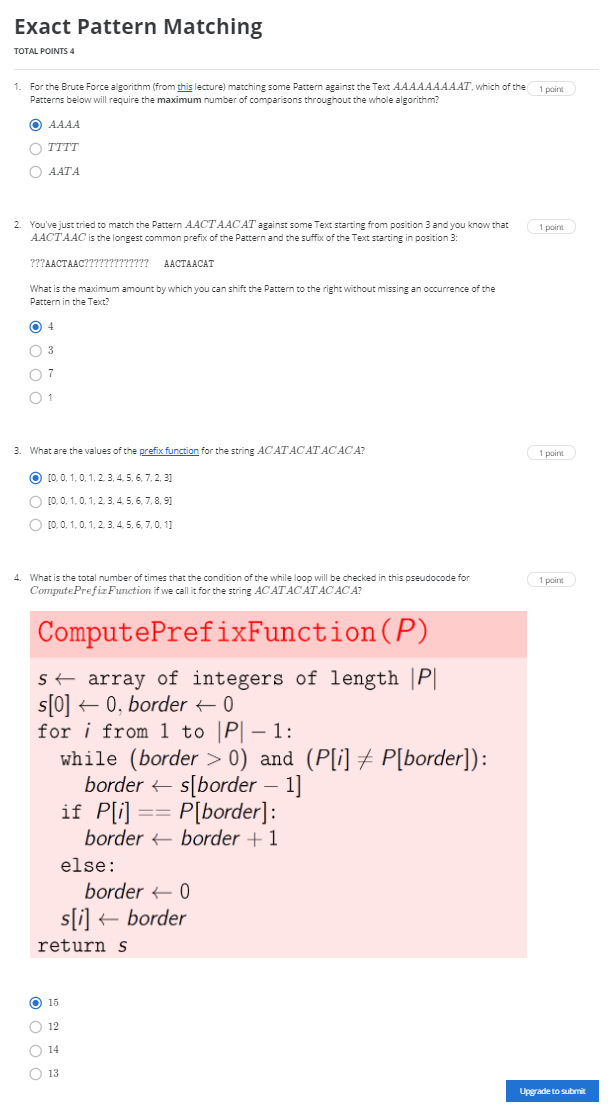 Exact Pattern Matching
TOTAL POINTS 4
1. For the Brute Force algorithm (from this lecture) matching some Pattern against the Text AAAAAAAAAT, which of the 1 point
Patterns below will require the maximum number of comparisons throughout the whole algorithm?
AAAA
TTTT
AATA
2. You've just tried to match the Pattern AACTAACAT against some Text starting from position 3 and you know that 1 point
AACTAAC is the longest common prefix of the Pattern and the suffix of the Text starting in position 3:
???AACTAAC????????????? AACTAACAT
What is the maximum amount by which you can shift the Pattern to the right without missing an occurrence of the
Pattern in the Text?
4
3
7
1
3. What are the values of the prefix function for the string ACATACATACACA? 1 point
[0, 0, 1, 0, 1, 2, 3, 4, 5, 6, 7, 2, 3]
[0, 0, 1, 0, 1, 2, 3, 4, 5, 6, 7, 8, 9]
[0, 0, 1, 0, 1, 2, 3, 4, 5, 6, 7, 0, 1]
4. What is the total number of times that the condition of the while loop will be checked in this pseudocode for 1 point
ComputePrefixFunction if we call it for the string ACATACATACACA?
ComputePrefixFunction(P)
s ← array of integers of length |P|
s[0] ← 0, border ← 0
for i from 1 to |P| − 1:
while (border > 0) and (P[i] ≠ P[border]):
border ← s[border − 1]
if P[i] == P[border]:
border ← border + 1
else:
border ← 0
s[i] ← border
return s
15
12
14
13
Upgrade to submit